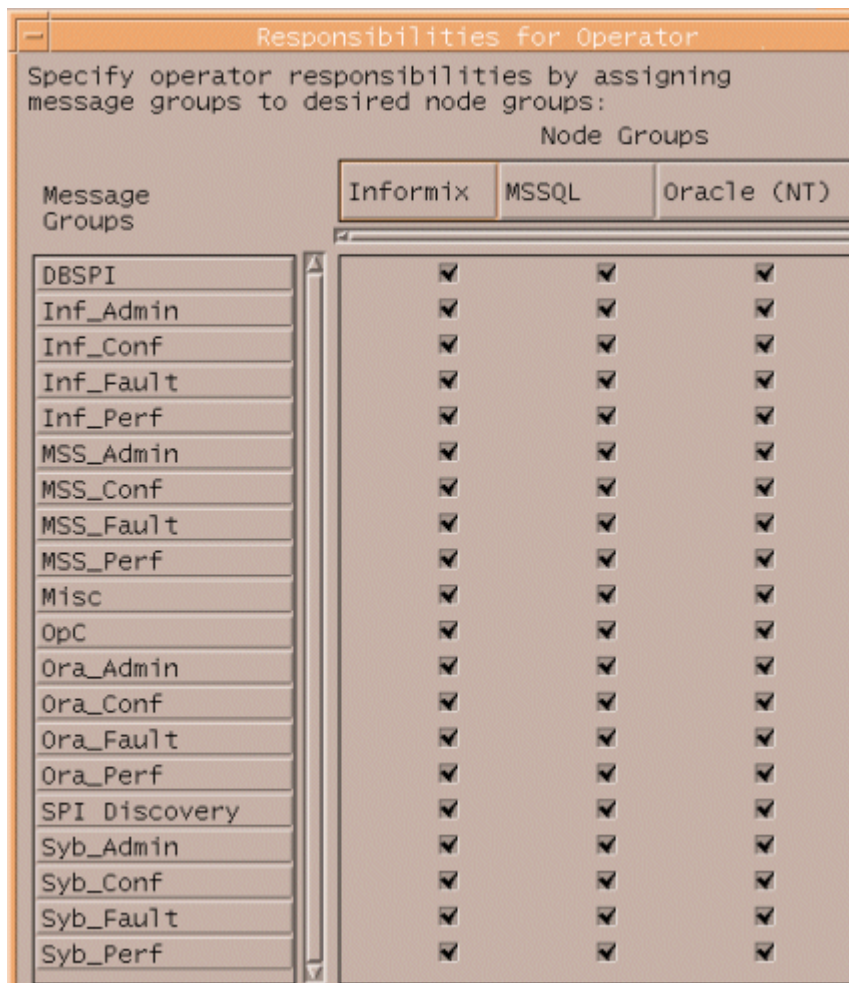 Responsibilities for Operator
Specify operator responsibilities by assigning
message groups to desired node groups:
Node Groups
Message
Groups
Informix MSSQL Oracle (NT)
DBSPI
Inf_Admin
Inf_Conf
Inf_Fault
Inf_Perf
MSS_Admin
MSS_Conf
MSS_Fault
MSS_Perf
Misc
OpC
Ora_Admin
Ora_Conf
Ora_Fault
Ora_Perf
SPI Discovery
Syb_Admin
Syb_Conf
Syb_Fault
Syb_Perf